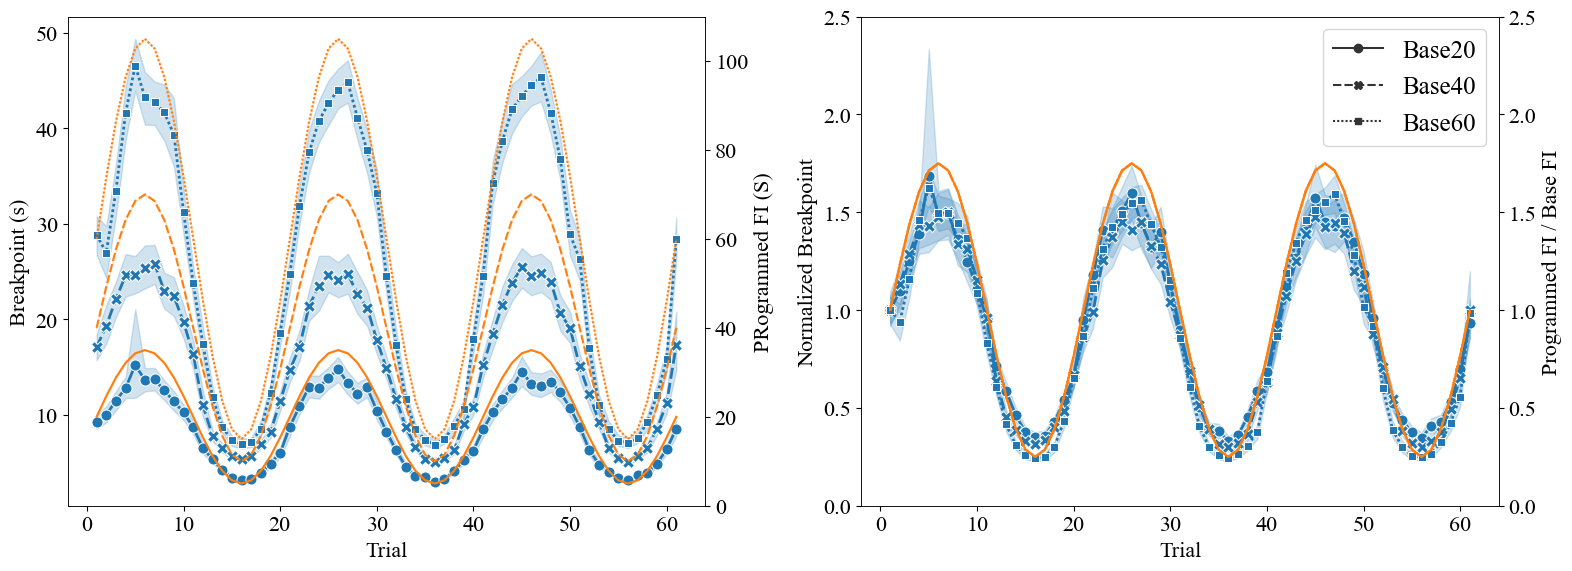 50
40
30
20
10
Breakpoint (s)
0 10 20 30 40 50 60
Trial
100
80
60
40
20
0
PRogrammed FI (S)
2.5
2.0
1.5
1.0
0.5
0.0
Normalized Breakpoint
0 10 20 30 40 50 60
Trial
2.5
2.0
1.5
1.0
0.5
0.0
Programmed FI / Base FI
Base20
Base40
Base60